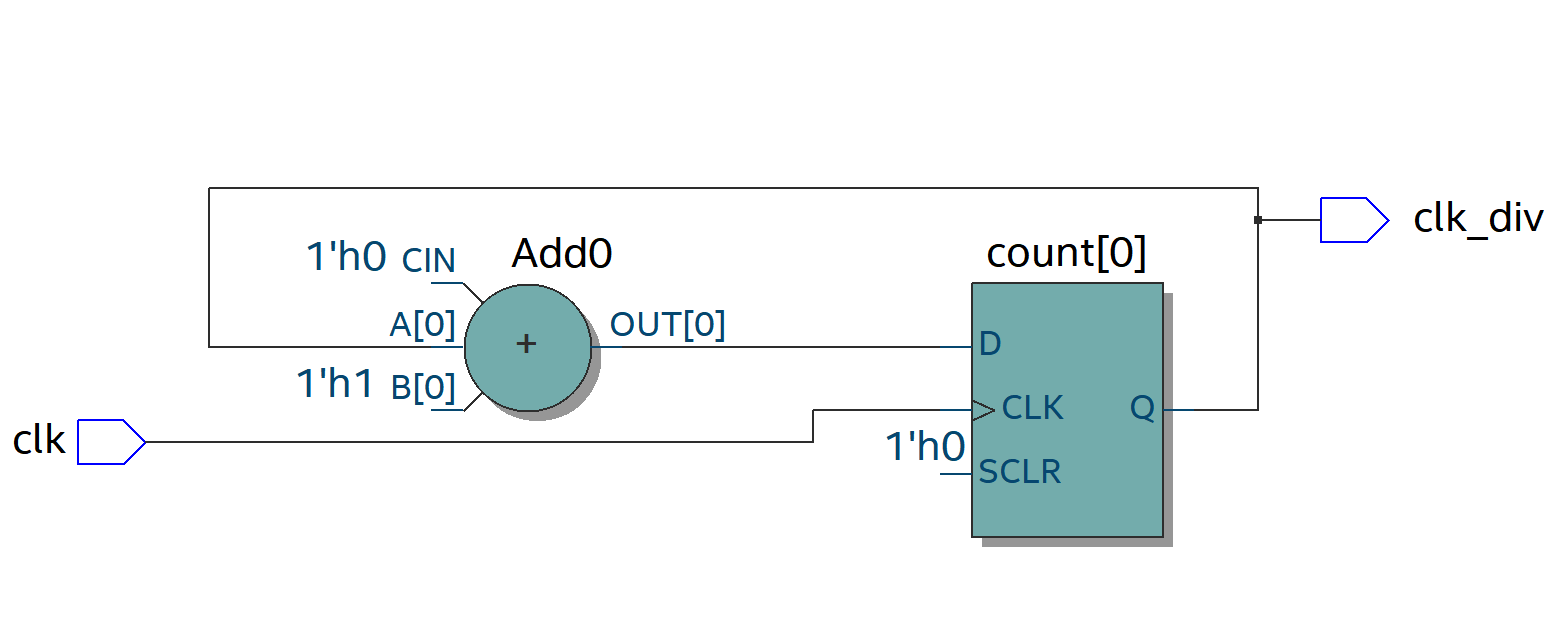 clk_div
1'h0 CIN
Add0
count[0]
A[0]
OUT[0]
+
D
1'h1 B[0]
CLK
Q
clk
1'h0
SCLR